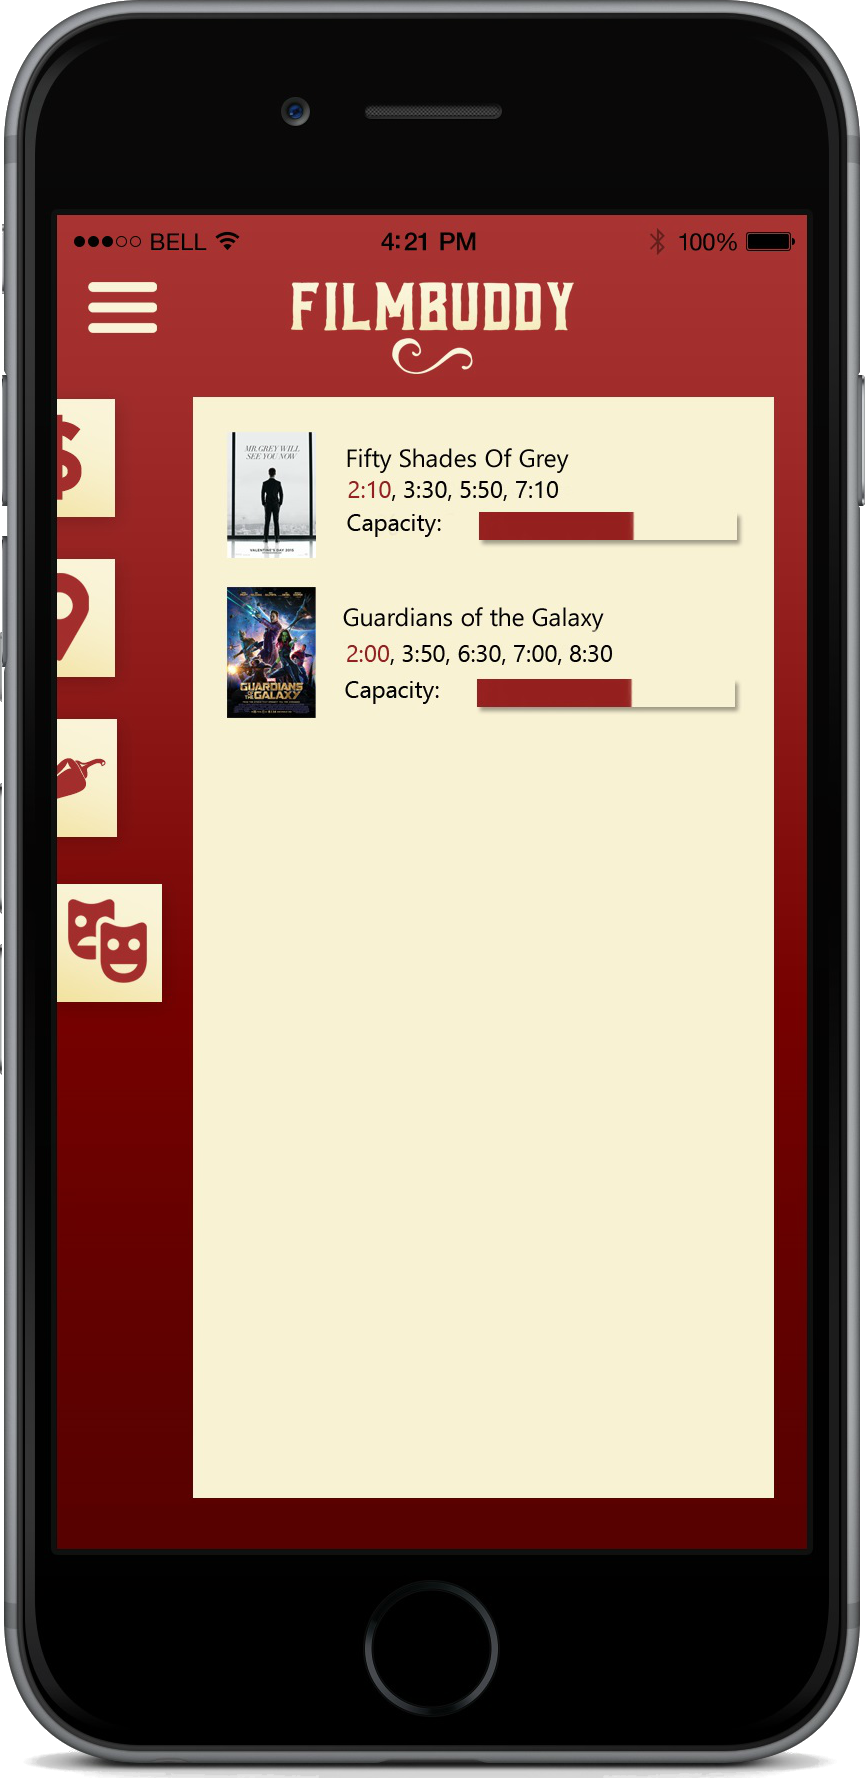 BELL 4:21 PM 100%
FILMBUDDY
$
MR. GREY WILL
SEE YOU NOW
VALENTINE'S DAY 2015
Fifty Shades Of Grey
2:10, 3:30, 5:50, 7:10
Capacity:
MARVEL
GUARDIANS
OF THE
GALAXY
Guardians of the Galaxy
2:00, 3:50, 6:30, 7:00, 8:30
Capacity: